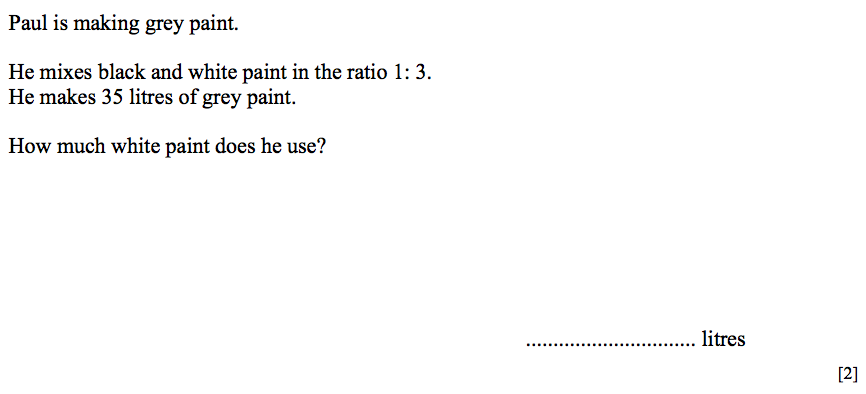 Paul is making grey paint.
He mixes black and white paint in the ratio 1: 3.
He makes 35 litres of grey paint.
How much white paint does he use?
............................... litres
[2]